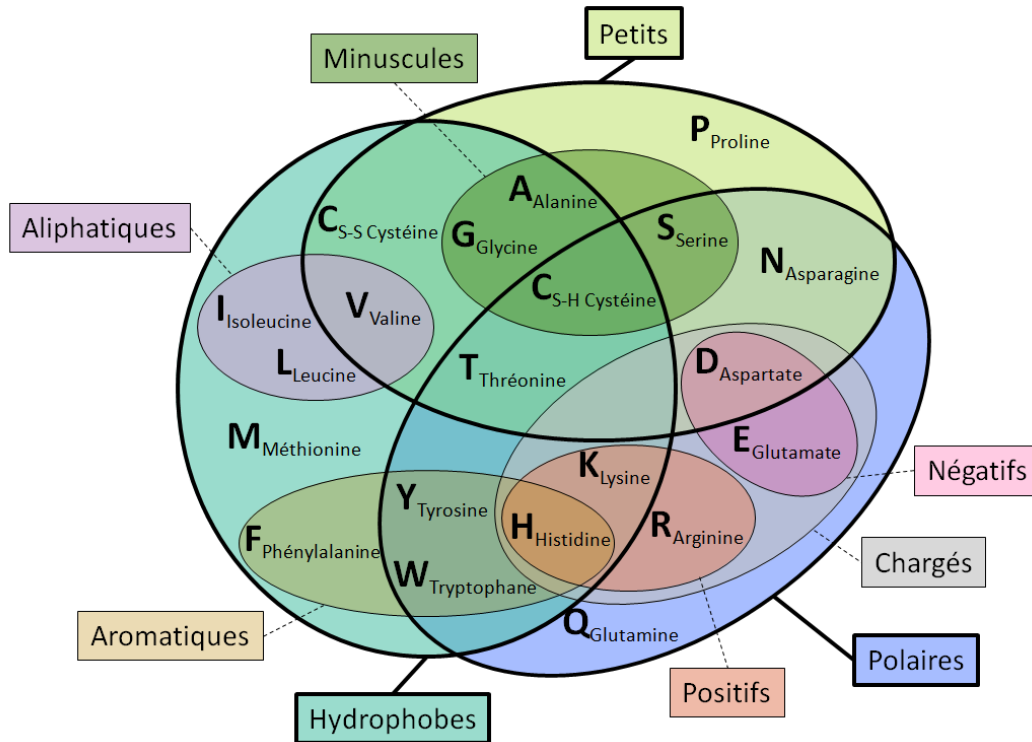 Petits
Minuscules
P Proline
A Alanine
C S-S Cystéine
S Serine
Aliphatiques
G Glycine
N Asparagine
C S-H Cystéine
I Isoleucine
V Valine
L Leucine
T Thréonine
D Aspartate
M Méthionine
E Glutamate
K Lysine
Négatifs
Y Tyrosine
H Histidine
R Arginine
F Phénylalanine
Chargés
W Tryptophane
Q Glutamine
Aromatiques
Polaires
Positifs
Hydrophobes